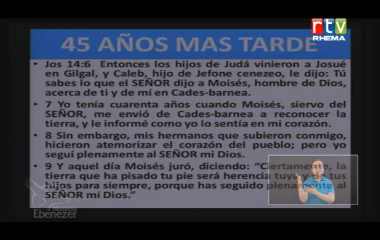 rtv
RHEMA
45 AÑOS MAS TARDE
Jos 14:6 Entonces los hijos de Judá vinieron a Josué
en Gilgal, y Caleb, hijo de Jefone cenezeo, le dijo: Tú
sabes lo que el SEÑOR dijo a Moisés, hombre de Dios,
acerca de ti y de mí en Cades-barnea.
7 Yo tenía cuarenta años cuando Moisés, siervo del
SEÑOR, me envió de Cades-barnea a reconocer la
tierra, y le informé como yo lo sentía en mi corazón.
8 Sin embargo, mis hermanos que subieron conmigo,
hicieron atemorizar el corazón del pueblo; pero yo
seguí plenamente al SEÑOR mi Dios.
9 Y aquel día Moisés juró, diciendo: "Certamente, la
tierra que ha pisado tu pie será herencia tuya y de tus
hijos para siempre, porque has seguido plenamente al
SEÑOR mi Dios."
Ebenezer